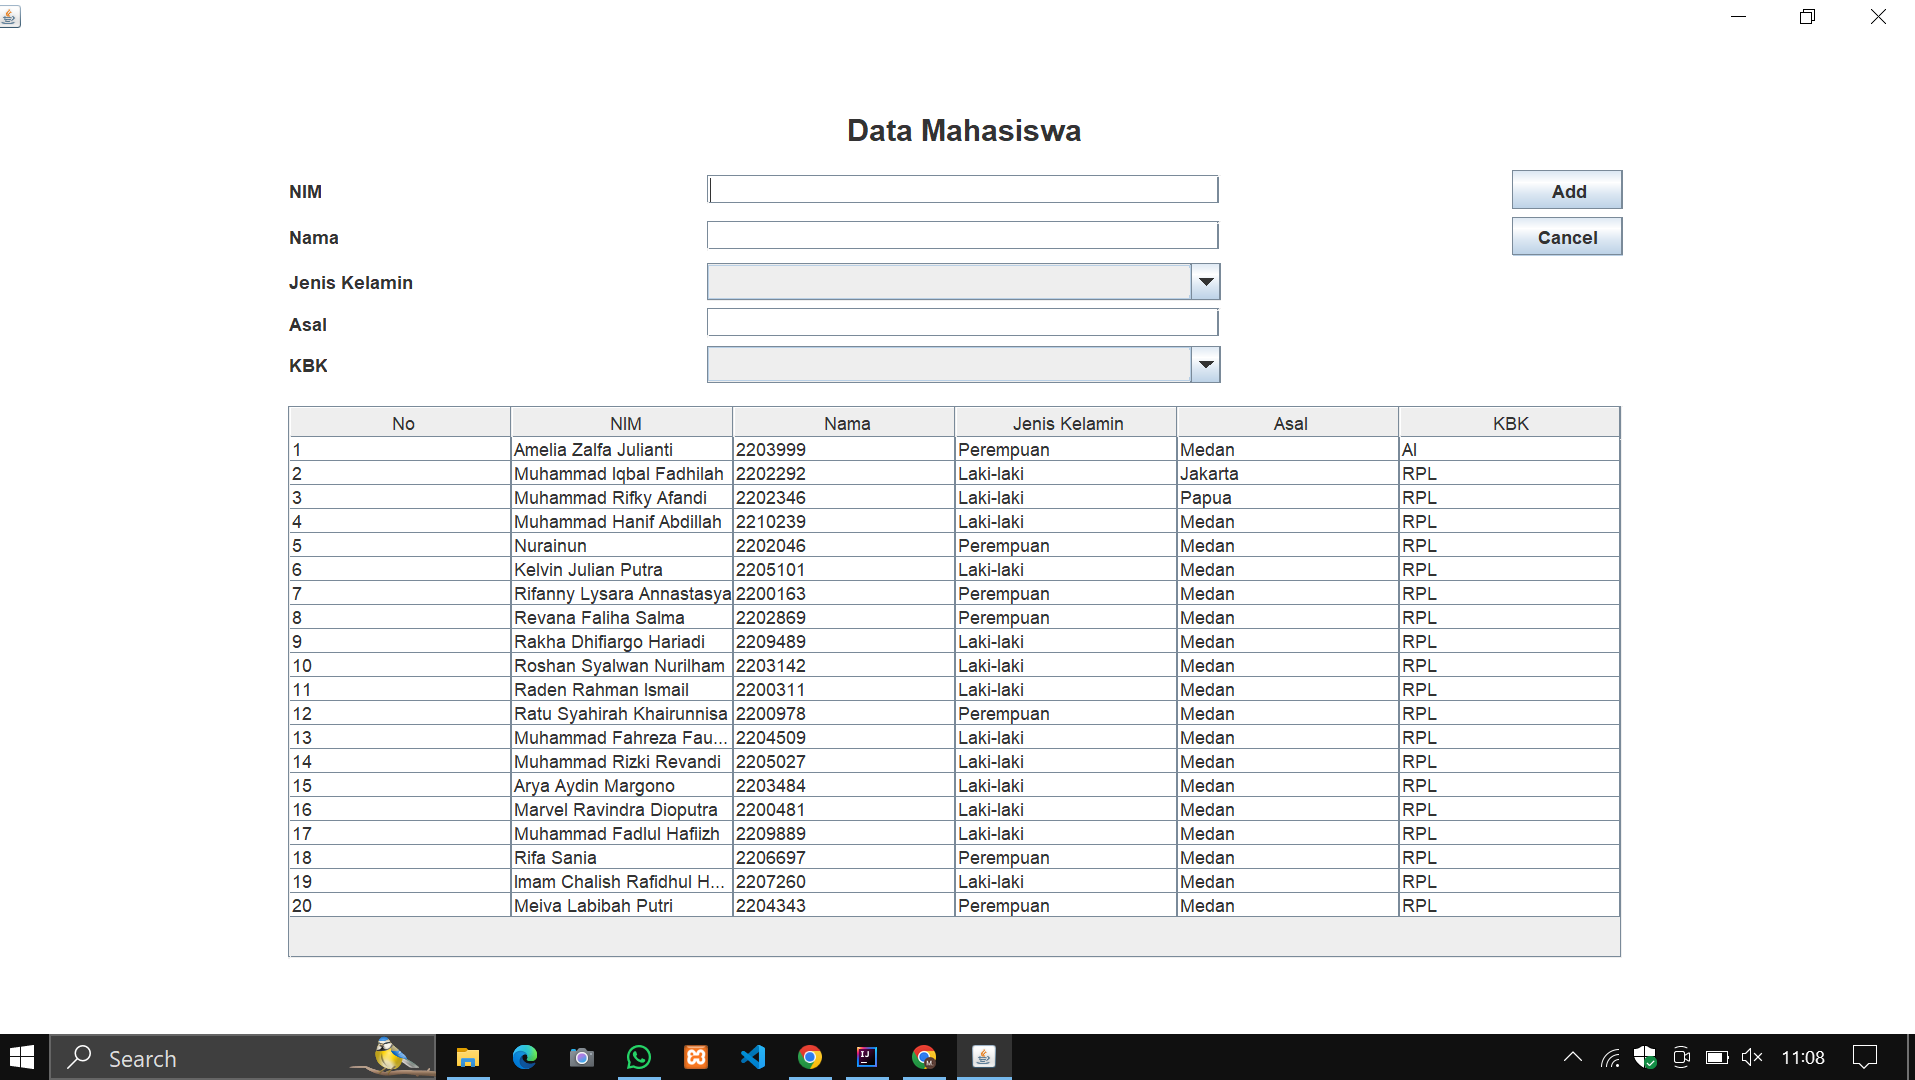 Data Mahasiswa
NIM
Add
Nama
Cancel
Jenis Kelamin
Asal
KBK
No NIM Nama Jenis Kelamin Asal KBK
1 Amelia Zalfa Julianti 2203999 Perempuan Medan AI
2 Muhammad Iqbal Fadhilah 2202292 Laki-laki Jakarta RPL
3 Muhammad Rifky Afandi 2202346 Laki-laki Papua RPL
4 Muhammad Hanif Abdillah 2210239 Laki-laki Medan RPL
5 Nurainun 2202046 Perempuan Medan RPL
6 Kelvin Julian Putra 2205101 Laki-laki Medan RPL
7 Rifanny Lysara Annastasya 2200163 Perempuan Medan RPL
8 Revana Faliha Salma 2202869 Perempuan Medan RPL
9 Rakha Dhifiargo Hariadi 2209489 Laki-laki Medan RPL
10 Roshan Syalwan Nurilham 2203142 Laki-laki Medan RPL
11 Raden Rahman Ismail 2200311 Laki-laki Medan RPL
12 Ratu Syahirah Khairunnisa 2200978 Perempuan Medan RPL
13 Muhammad Fahreza Fau... 2204509 Laki-laki Medan RPL
14 Muhammad Rizki Revandi 2205027 Laki-laki Medan RPL
15 Arya Aydin Margono 2203484 Laki-laki Medan RPL
16 Marvel Ravindra Dioputra 2200481 Laki-laki Medan RPL
17 Muhammad Fadlul Hafiizh 2209889 Laki-laki Medan RPL
18 Rifa Sania 2206697 Perempuan Medan RPL
19 Imam Chalish Rafidhul H... 2207260 Laki-laki Medan RPL
20 Meiva Labibah Putri 2204343 Perempuan Medan RPL
Search
11:08